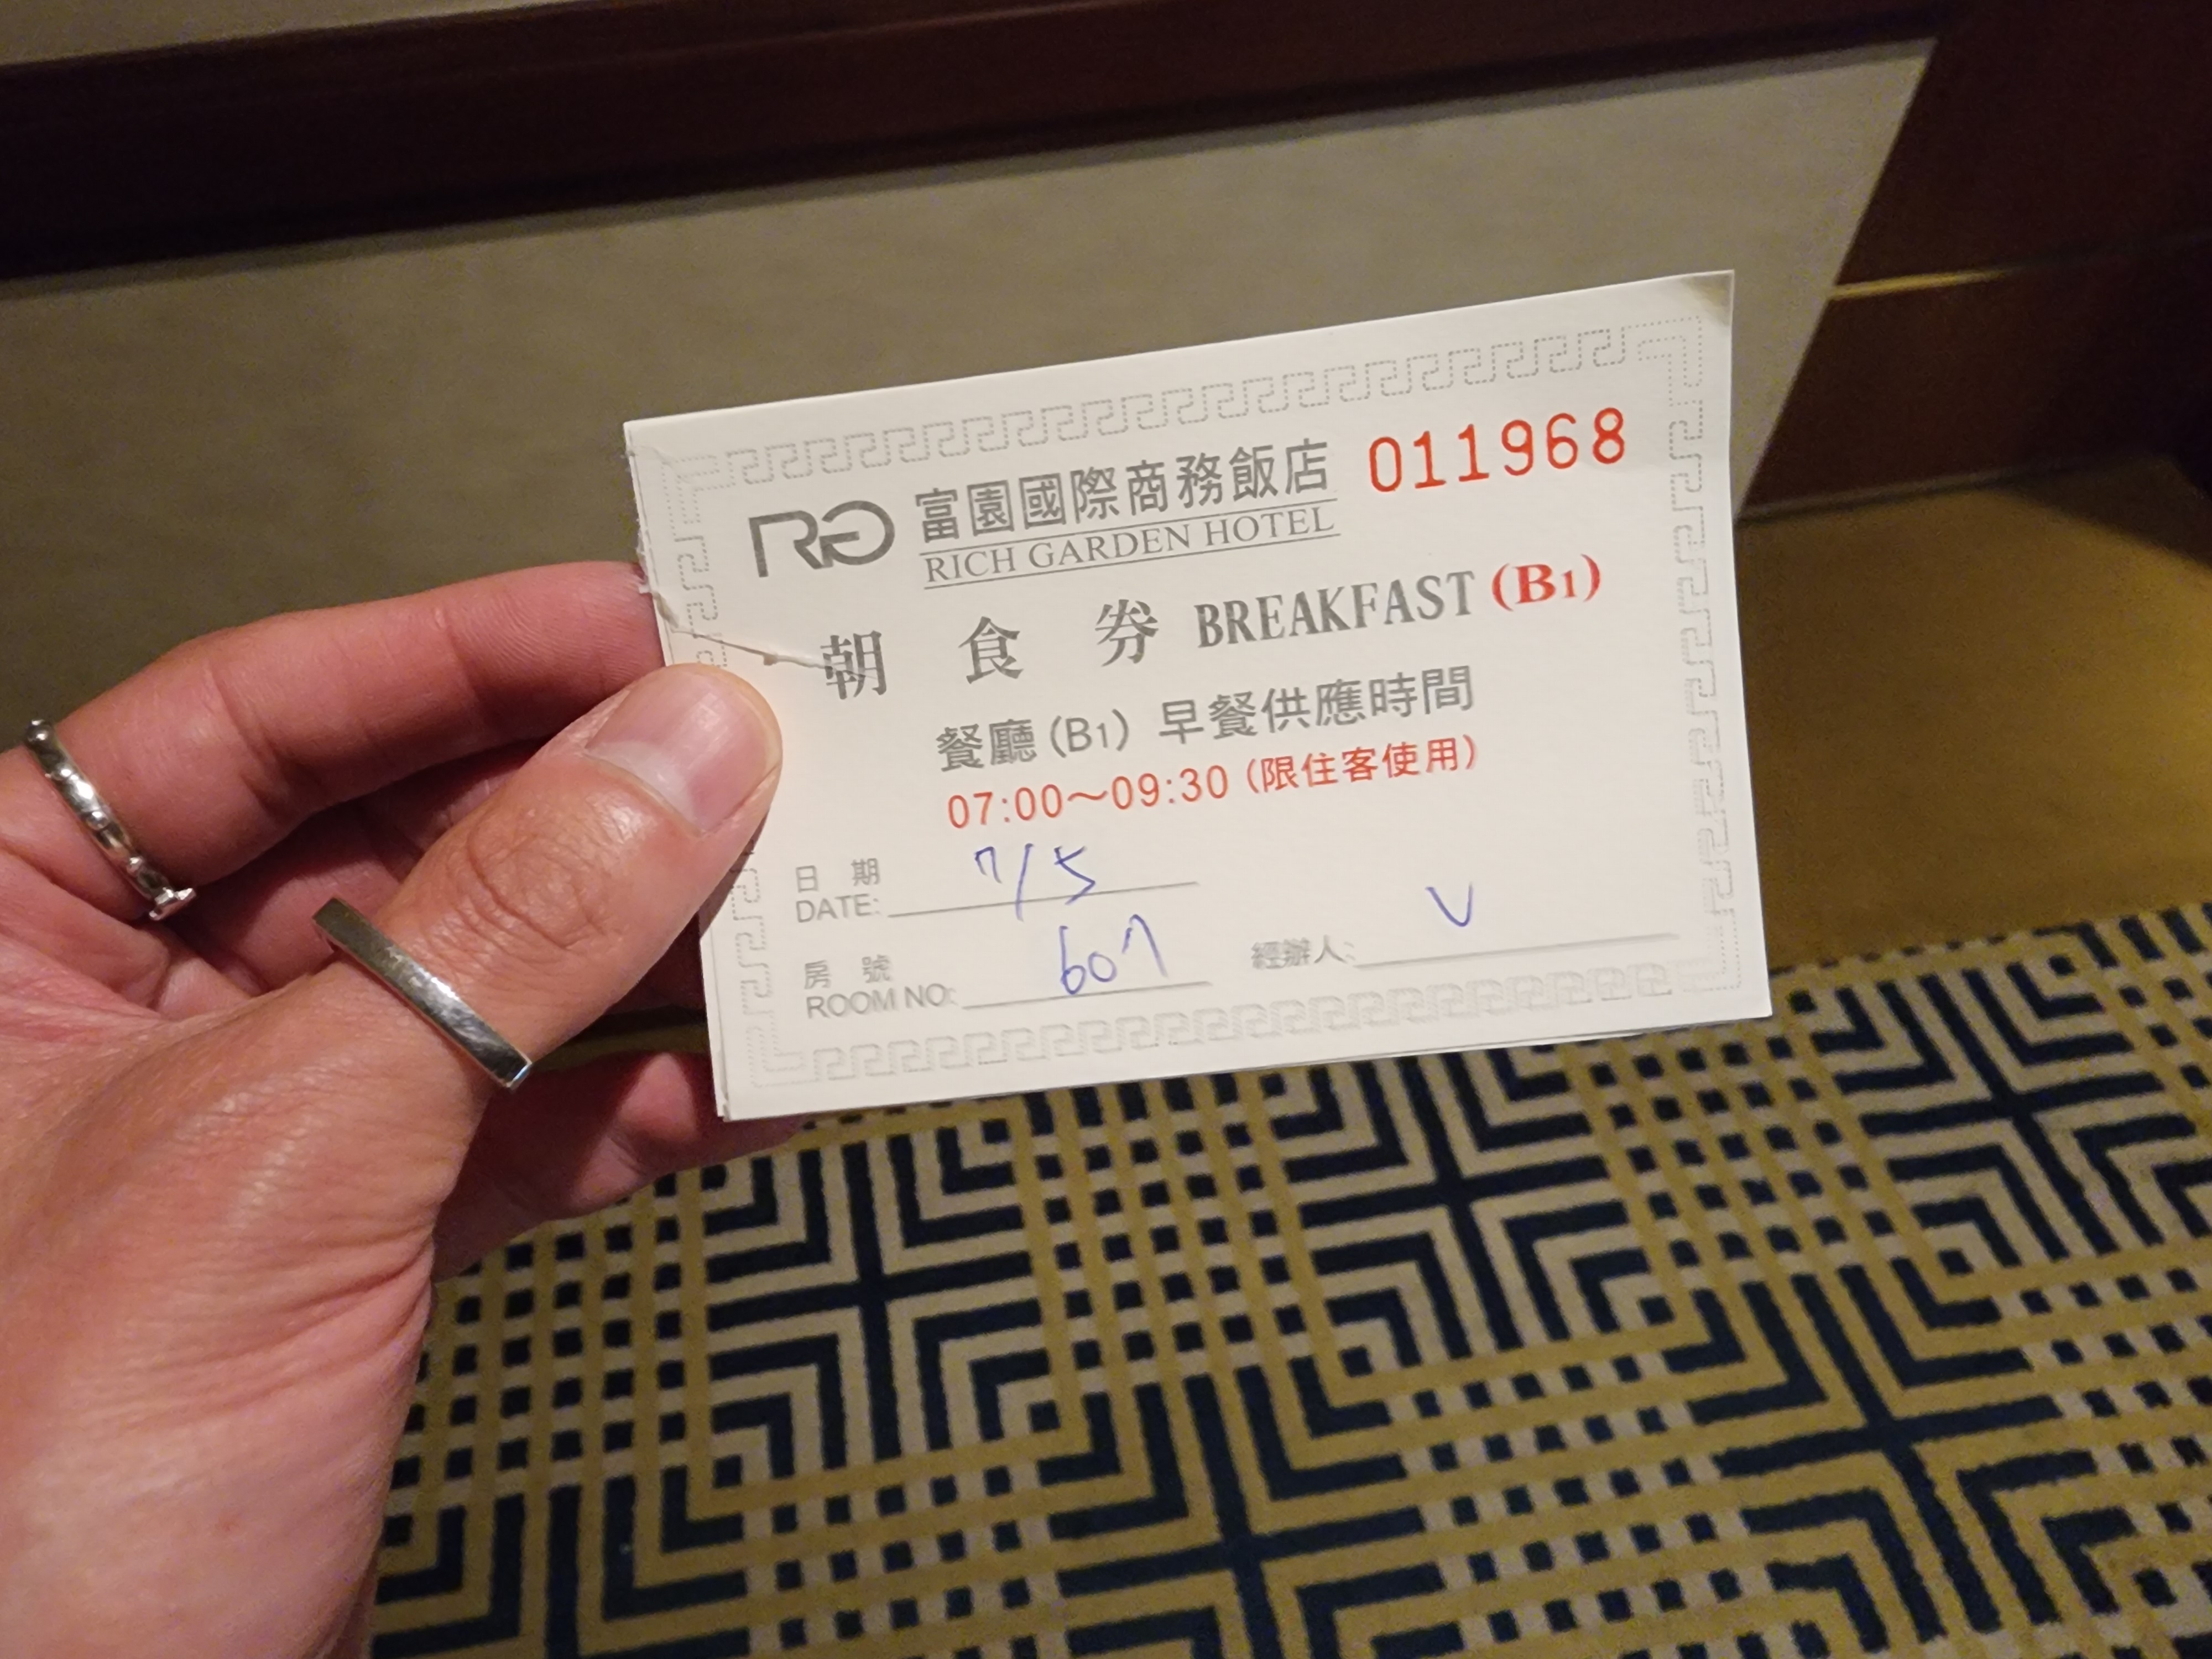 RG 富園國際商務飯店 011968
RICH GARDEN HOTEL
朝食券 BREAKFAST (B1)
餐廳(B1) 早餐供應時間
07:00～09:30 (限住客使用)
日期 7/5
DATE:
房號 607 經辦人: V
ROOM NO: